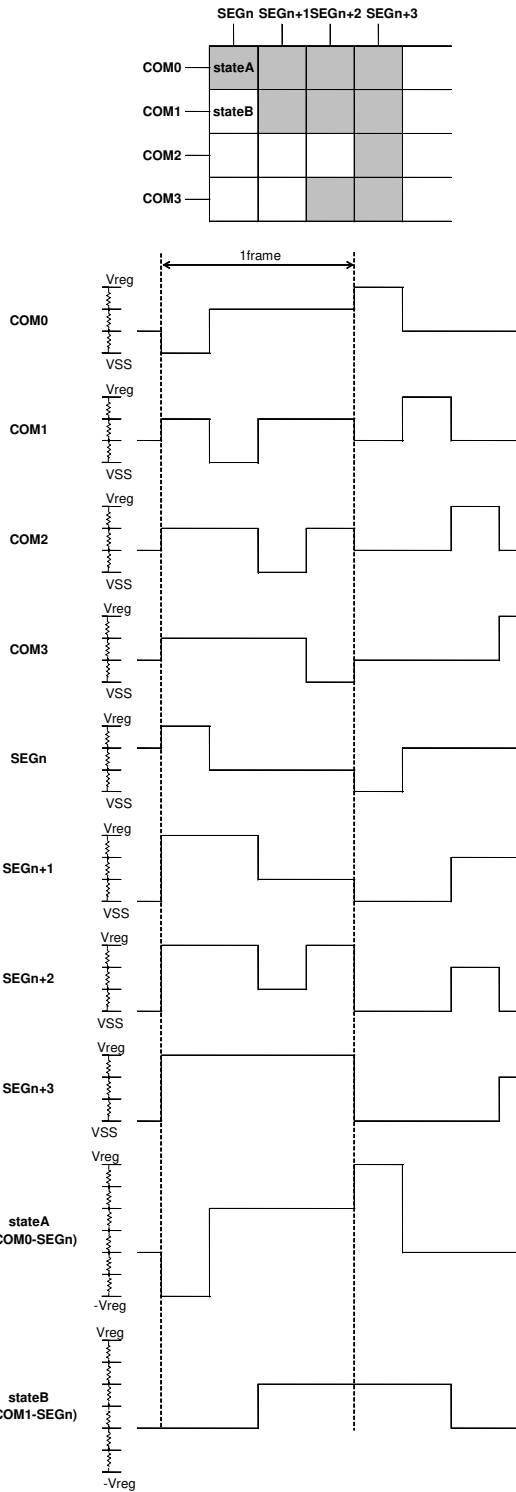 SEGn SEGn+1 SEGn+2 SEGn+3
COM0
stateA
COM1
stateB
COM2
COM3
1frame
Vreg
COM0
VSS
Vreg
COM1
VSS
Vreg
COM2
VSS
Vreg
COM3
VSS
Vreg
SEGn
VSS
Vreg
SEGn+1
VSS
Vreg
SEGn+2
VSS
Vreg
SEGn+3
VSS
Vreg
stateA
COM0-SEGn)
-Vreg
Vreg
stateB
COM1-SEGn)
-Vreg